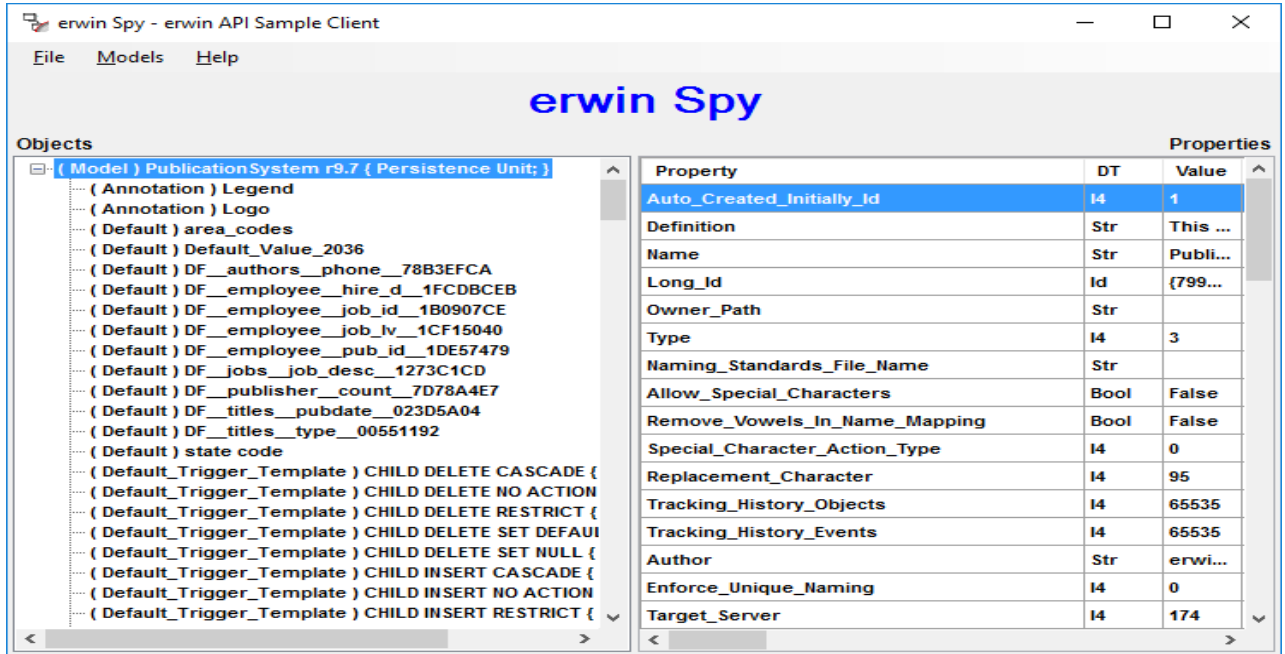 erwin Spy - erwin API Sample Client
File Models Help
erwin Spy
Objects
Properties
( Model ) PublicationSystem r9.7 { Persistence Unit; }
( Annotation ) Legend
( Annotation ) Logo
( Default ) area_codes
( Default ) Default_Value_2036
( Default ) DF__authors__phone__78B3EFCA
( Default ) DF__employee__hire_d__1FCDBCEB
( Default ) DF__employee__job_id__1B0907CE
( Default ) DF__employee__job_lv__1CF15040
( Default ) DF__employee__pub_id__1DE57479
( Default ) DF__jobs__job_desc__1273C1CD
( Default ) DF__publisher__count__7D78A4E7
( Default ) DF__titles__pubdate__023D5A04
( Default ) DF__titles__type__00551192
( Default ) state code
( Default_Trigger_Template ) CHILD DELETE CASCADE {
( Default_Trigger_Template ) CHILD DELETE NO ACTION
( Default_Trigger_Template ) CHILD DELETE RESTRICT {
( Default_Trigger_Template ) CHILD DELETE SET DEFAUL
( Default_Trigger_Template ) CHILD DELETE SET NULL {
( Default_Trigger_Template ) CHILD INSERT CASCADE {
( Default_Trigger_Template ) CHILD INSERT NO ACTION
( Default_Trigger_Template ) CHILD INSERT RESTRICT {
Property DT Value
Auto_Created_Initially_Id I4 1
Definition Str This ...
Name Str Publi...
Long_Id Id {799...
Owner_Path Str
Type I4 3
Naming_Standards_File_Name Str
Allow_Special_Characters Bool False
Remove_Vowels_In_Name_Mapping Bool False
Special_Character_Action_Type I4 0
Replacement_Character I4 95
Tracking_History_Objects I4 65535
Tracking_History_Events I4 65535
Author Str erwi...
Enforce_Unique_Naming I4 0
Target_Server I4 174